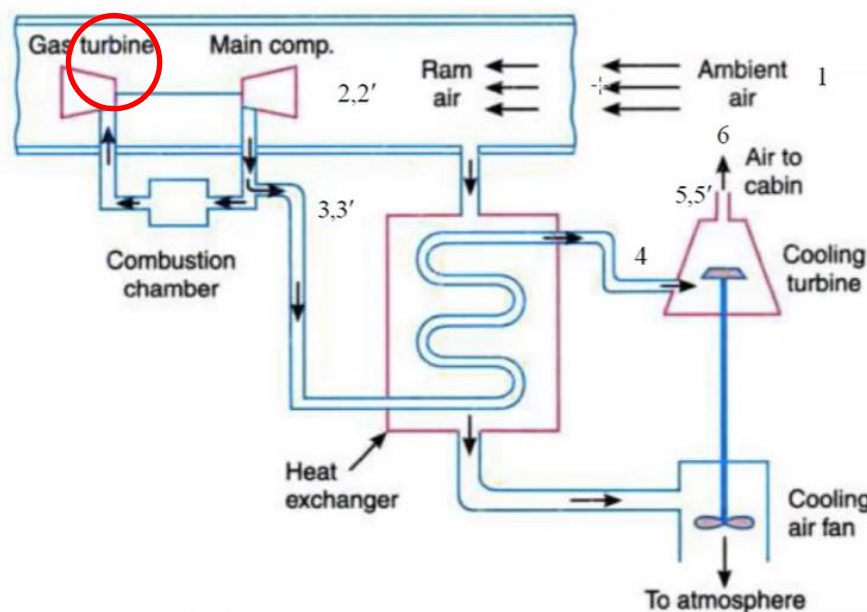 Gas turbine
Main comp.
2,2′
Ram
air
Ambient
air
1
6
Air to
cabin
5,5′
3,3′
4
Combustion
chamber
Cooling
turbine
Heat
exchanger
Cooling
air fan
To atmosphere